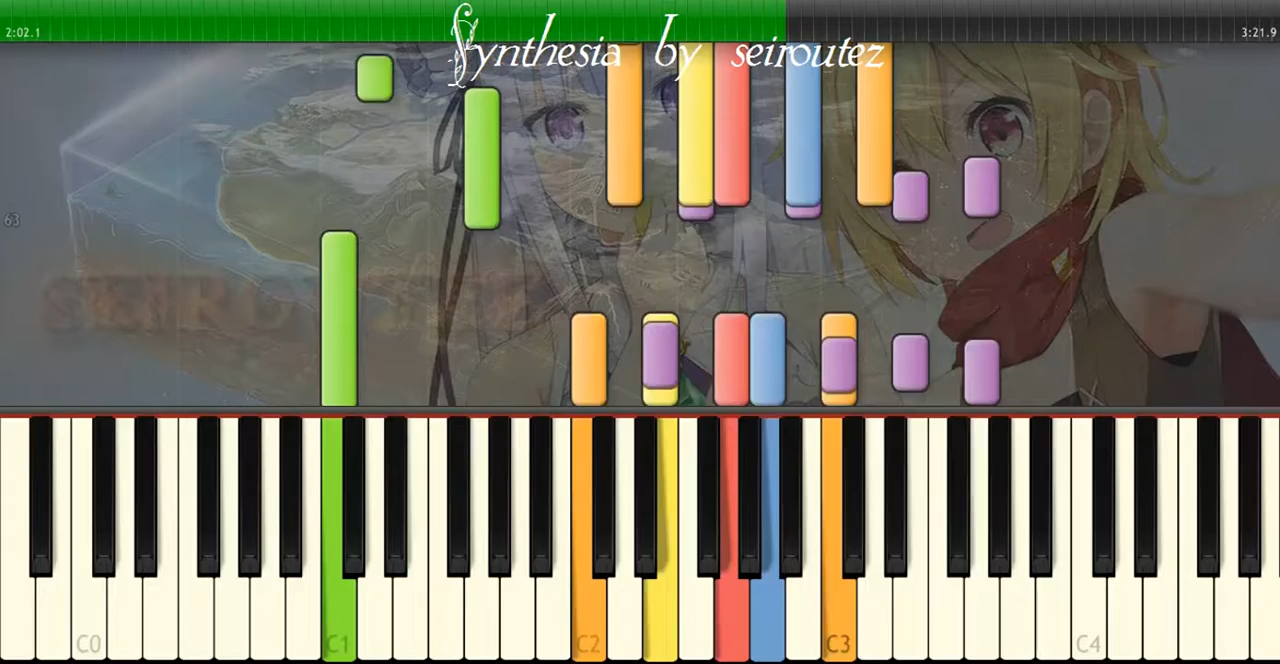 Synthesia by seiroutez
2:02.1
3:21.9
63
C0
C1
C2
C3
C4